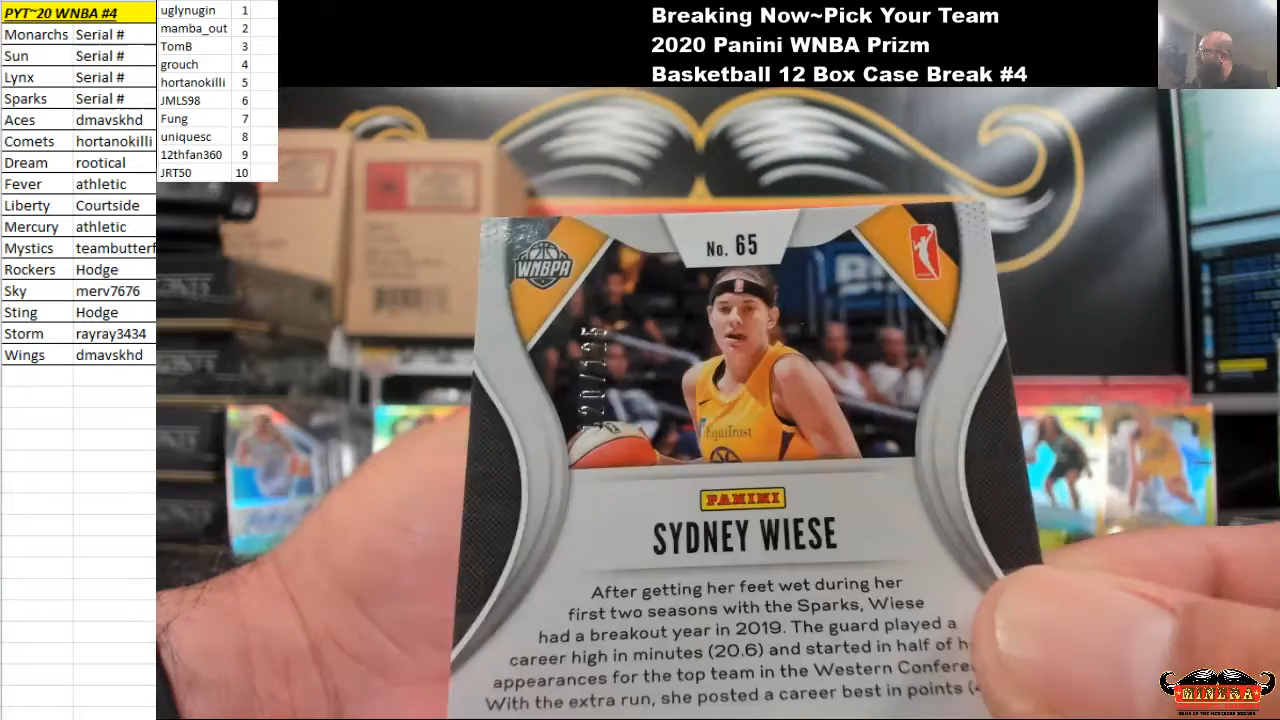 PYT~20 WNBA #4
Monarchs Serial #
Sun Serial #
Lynx Serial #
Sparks Serial #
Aces dmavskhd
Comets hortanokilli
Dream rootical
Fever athletic
Liberty Courtside
Mercury athletic
Mystics teambutterf
Rockers Hodge
Sky merv7676
Sting Hodge
Storm rayray3434
Wings dmavskhd
uglynugin 1
mamba_out 2
TomB 3
grouch 4
hortanokilli 5
JMLS98 6
Fung 7
uniquesc 8
12thfan360 9
JRT50 10
Breaking Now~Pick Your Team
2020 Panini WNBA Prizm
Basketball 12 Box Case Break #4
No. 65
WNBPA
EquiTrust
PANINI
SYDNEY WIESE
After getting her feet wet during her
first two seasons with the Sparks, Wiese
had a breakout year in 2019. The guard played a
career high in minutes (20.6) and started in half of h
appearances for the top team in the Western Confere
With the extra run, she posted a career best in points (
MINCRA